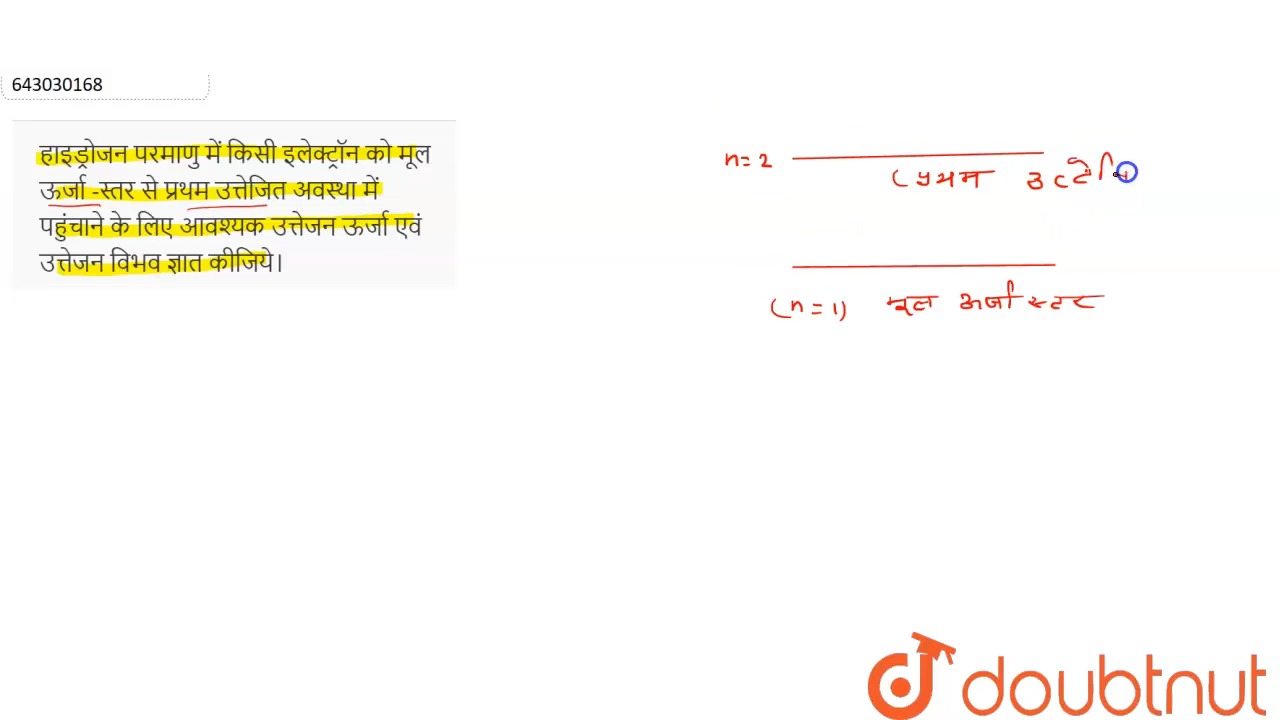 643030168
हाइड्रोजन परमाणु में किसी इलेक्ट्रॉन को मूल
ऊर्जा -स्तर से प्रथम उत्तेजित अवस्था में
पहुंचाने के लिए आवश्यक उत्तेजन ऊर्जा एवं
उत्तेजन विभव ज्ञात कीजिये।
n=2
(प्रथम
(n=1) मूल ऊर्जा स्तर
doubtnut